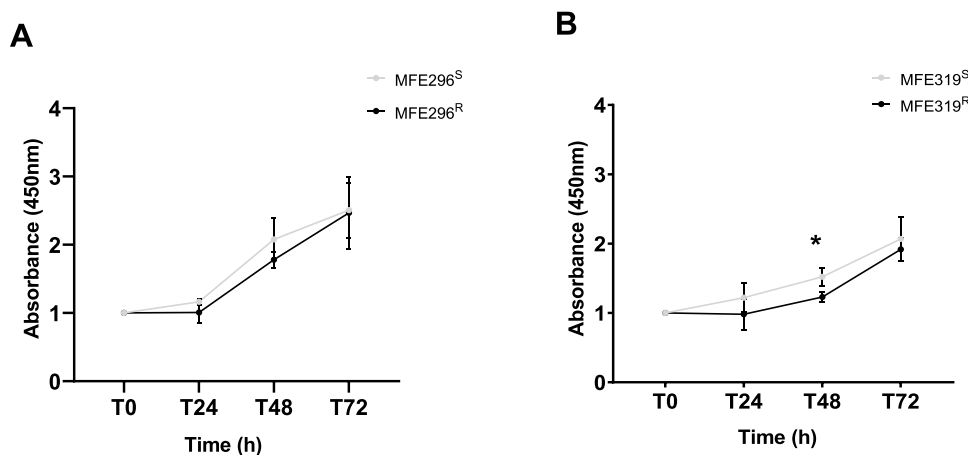 A
MFE296S
MFE296R
4
3
2
1
0
Absorbance (450nm)
T0 T24 T48 T72
Time (h)
B
MFE319S
MFE319R
4
3
2
1
0
Absorbance (450nm)
*
T0 T24 T48 T72
Time (h)